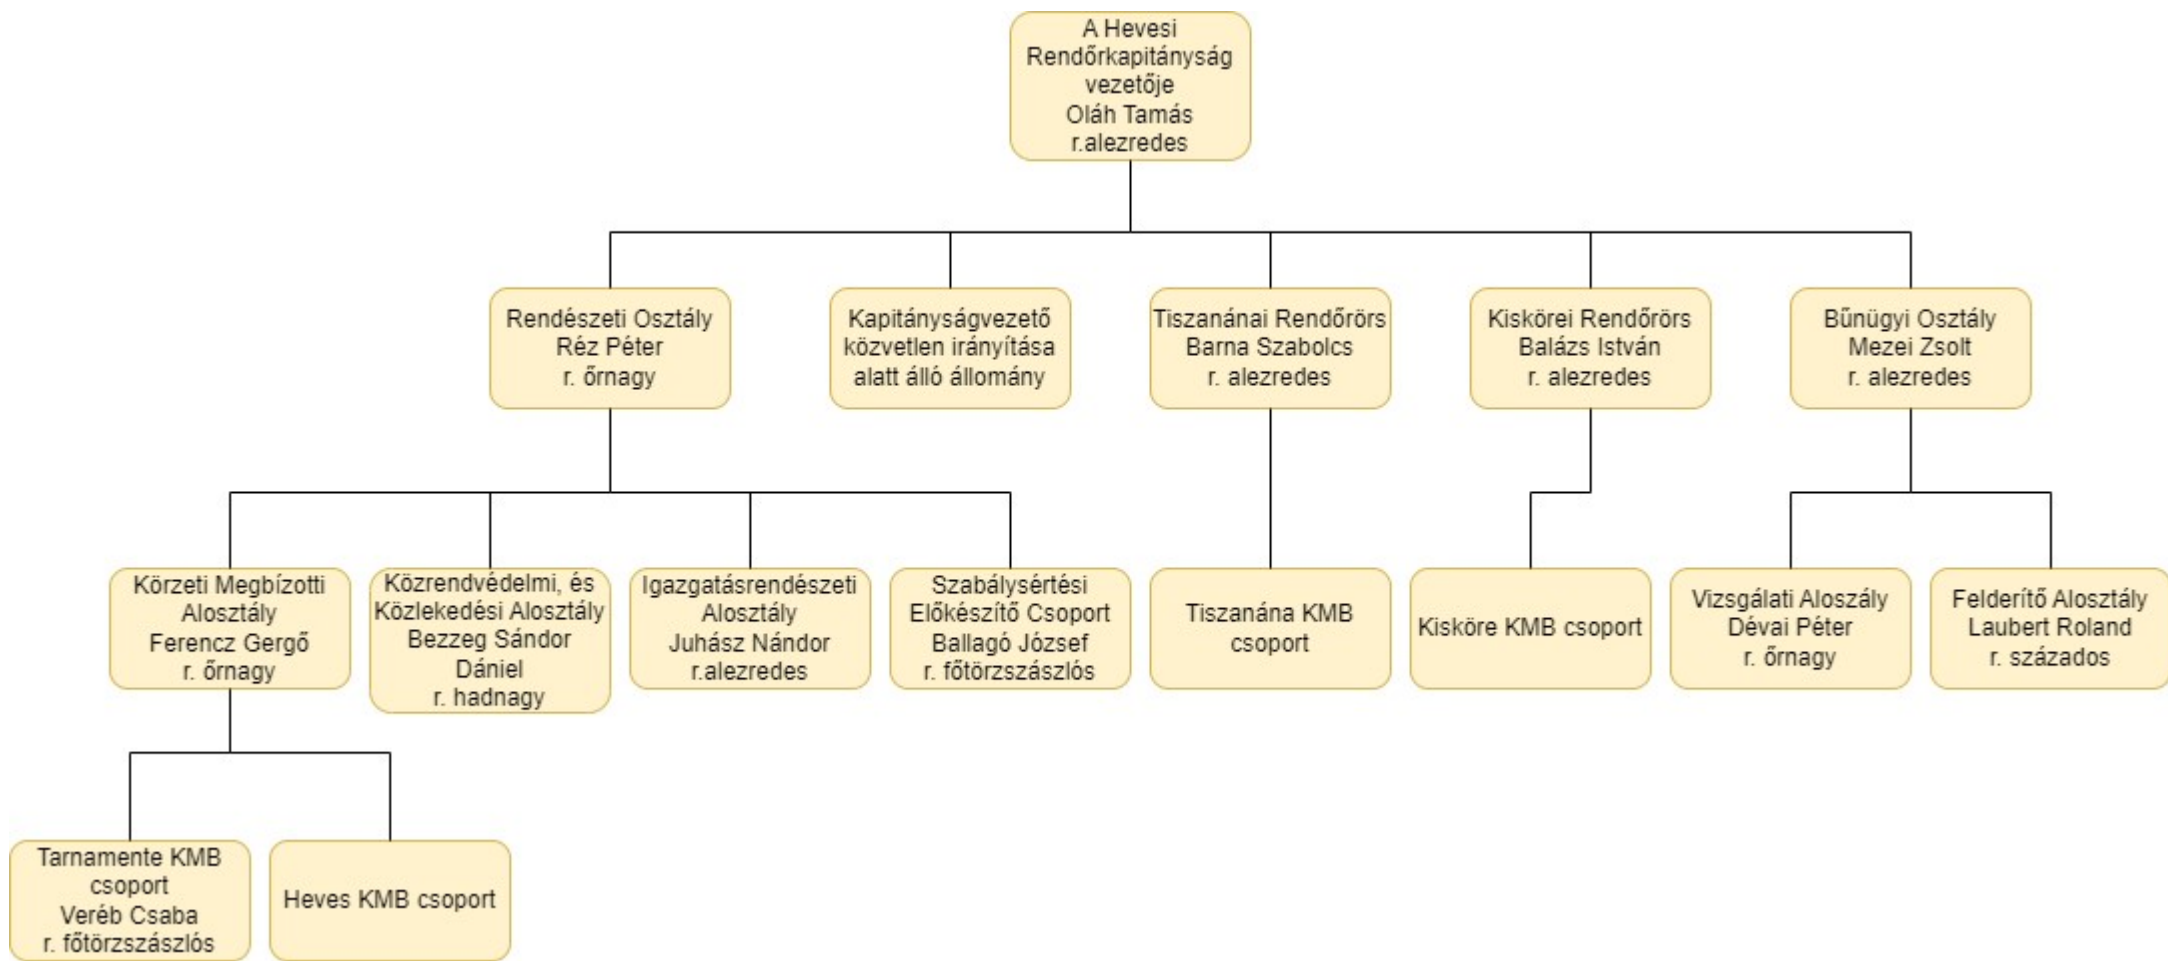 A Hevesi
Rendőrkapitányság
vezetője
Oláh Tamás
r.alezredes
Rendészeti Osztály
Réz Péter
r. őrnagy
Kapitányságvezető
közvetlen irányítása
alatt álló állomány
Tiszanánai Rendőrörs
Barna Szabolcs
r. alezredes
Kiskörei Rendőrörs
Balázs István
r. alezredes
Bűnügyi Osztály
Mezei Zsolt
r. alezredes
Körzeti Megbízotti
Alosztály
Ferencz Gergő
r. őrnagy
Közrendvédelmi, és
Közlekedési Alosztály
Bezzeg Sándor
Dániel
r. hadnagy
Igazgatásrendészeti
Alosztály
Juhász Nándor
r.alezredes
Szabálysértési
Előkészítő Csoport
Ballagó József
r. főtörzszászlós
Tiszanána KMB
csoport
Kisköre KMB csoport
Vizsgálati Aloszály
Dévai Péter
r. őrnagy
Felderítő Alosztály
Laubert Roland
r. százados
Tarnamente KMB
csoport
Veréb Csaba
r. főtörzszászlós
Heves KMB csoport